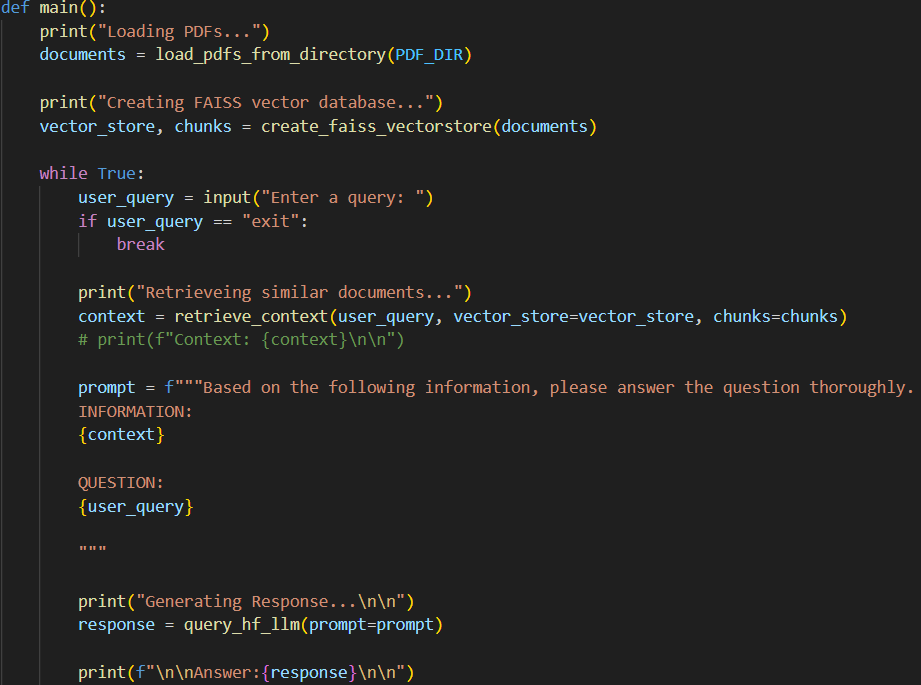 def main():
    print("Loading PDFs...")
    documents = load_pdfs_from_directory(PDF_DIR)

    print("Creating FAISS vector database...")
    vector_store, chunks = create_faiss_vectorstore(documents)

    while True:
        user_query = input("Enter a query: ")
        if user_query == "exit":
            break

        print("Retrieveing similar documents...")
        context = retrieve_context(user_query, vector_store=vector_store, chunks=chunks)
        # print(f"Context: {context}\n\n")

        prompt = f"""Based on the following information, please answer the question thoroughly.
        INFORMATION:
        {context}

        QUESTION:
        {user_query}

        """

        print("Generating Response...\n\n")
        response = query_hf_llm(prompt=prompt)

        print(f"\n\nAnswer:{response}\n\n")